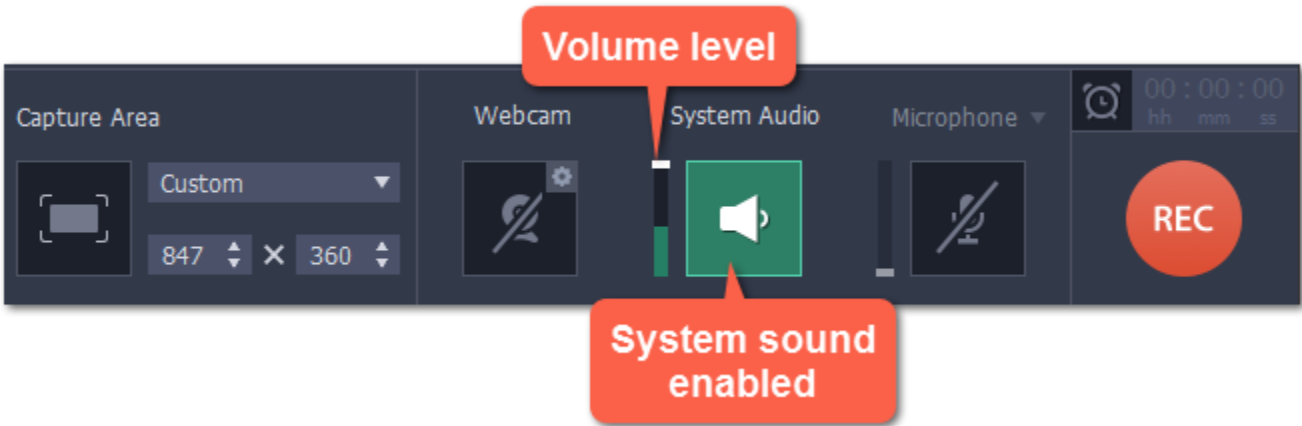 Volume level
Capture Area
Webcam
System Audio
Microphone
00 : 00 : 00
hh mm ss
Custom
847 × 360
REC
System sound
enabled